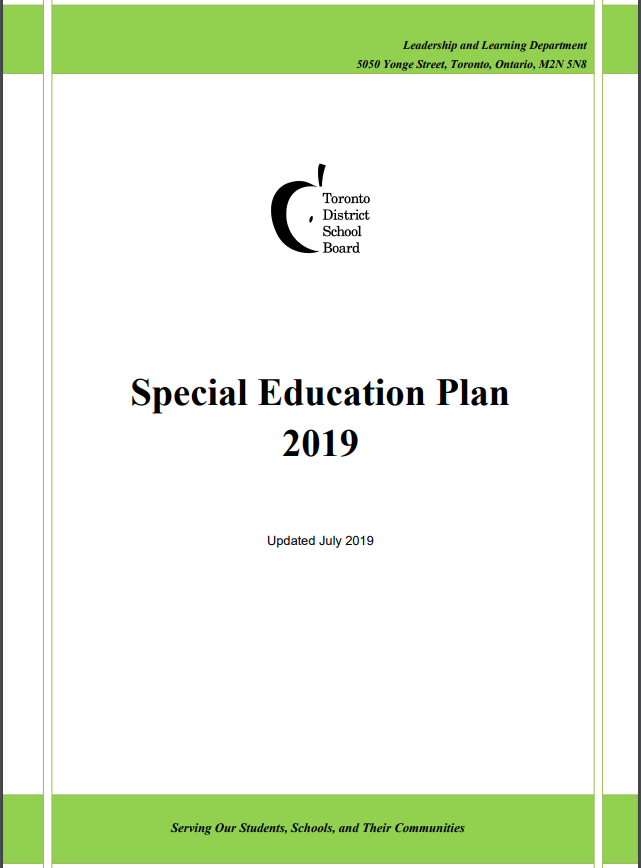 Leadership and Learning Department
5050 Yonge Street, Toronto, Ontario, M2N 5N8
Toronto
District
School
Board
Special Education Plan
2019
Updated July 2019
Serving Our Students, Schools, and Their Communities